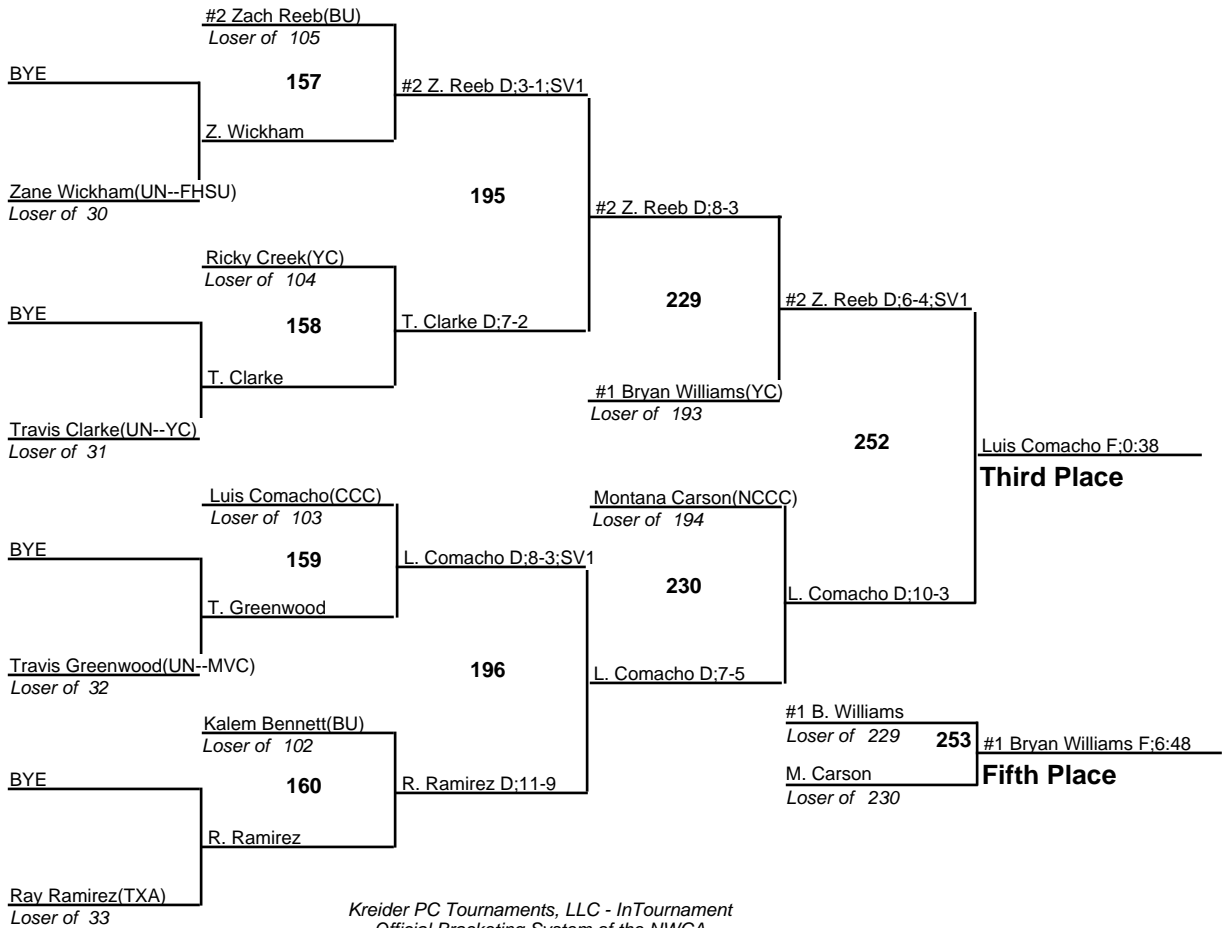 #2 Zach Reeb(BU)
Loser of 105
BYE
157
#2 Z. Reeb D;3-1;SV1
Z. Wickham
Zane Wickham(UN--FHSU)
Loser of 30
195
#2 Z. Reeb D;8-3
Ricky Creek(YC)
Loser of 104
BYE
158
T. Clarke D;7-2
229
#2 Z. Reeb D;6-4;SV1
T. Clarke
#1 Bryan Williams(YC)
Loser of 193
Travis Clarke(UN--YC)
Loser of 31
252
Luis Comacho F;0:38
Third Place
Luis Comacho(CCC)
Loser of 103
Montana Carson(NCCC)
Loser of 194
BYE
159
L. Comacho D;8-3;SV1
230
L. Comacho D;10-3
T. Greenwood
Travis Greenwood(UN--MVC)
Loser of 32
196
L. Comacho D;7-5
Kalem Bennett(BU)
Loser of 102
#1 B. Williams
Loser of 229
253
#1 Bryan Williams F;6:48
Fifth Place
BYE
160
R. Ramirez D;11-9
M. Carson
Loser of 230
R. Ramirez
Ray Ramirez(TXA)
Loser of 33
Kreider PC Tournaments, LLC - InTournament
Official Bracketing System of the NWCA